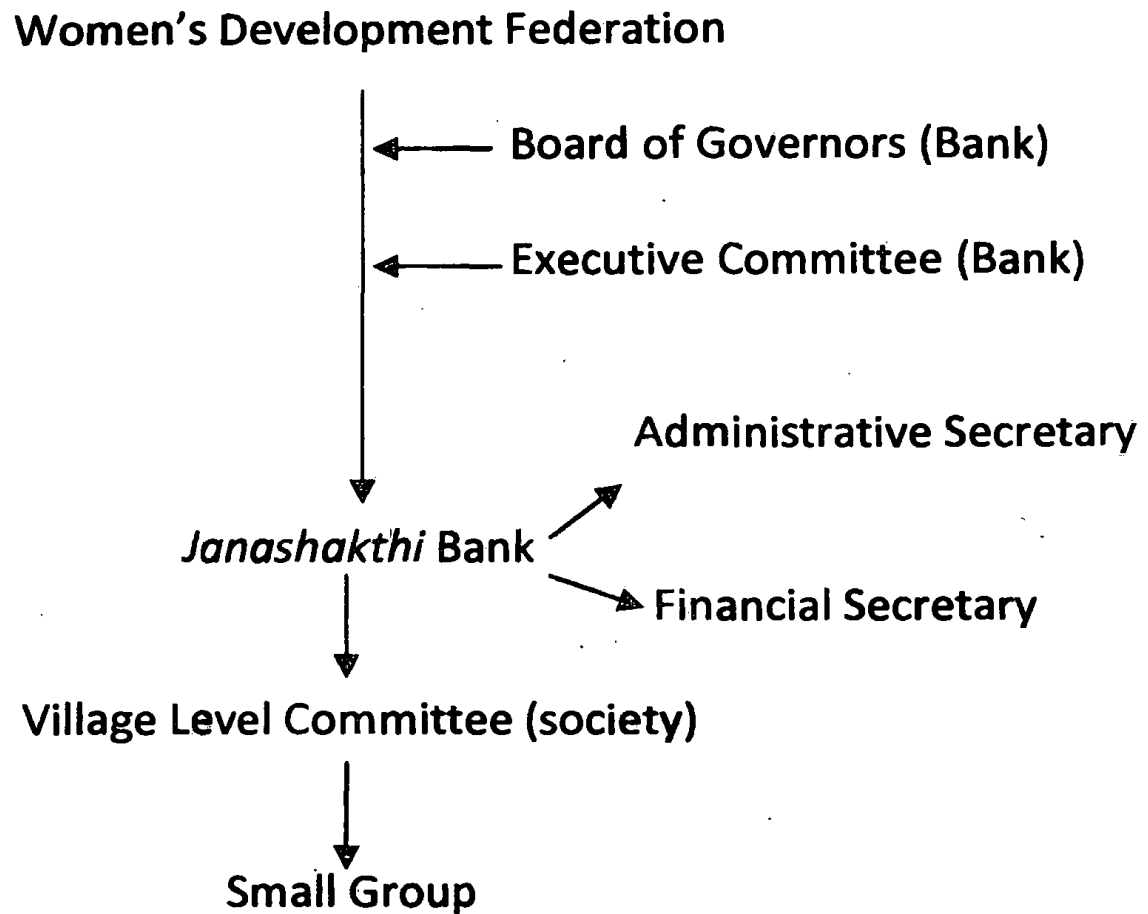 Women's Development Federation
Board of Governors (Bank)
Executive Committee (Bank)
Administrative Secretary
Janashakthi Bank
Financial Secretary
Village Level Committee (society)
Small Group